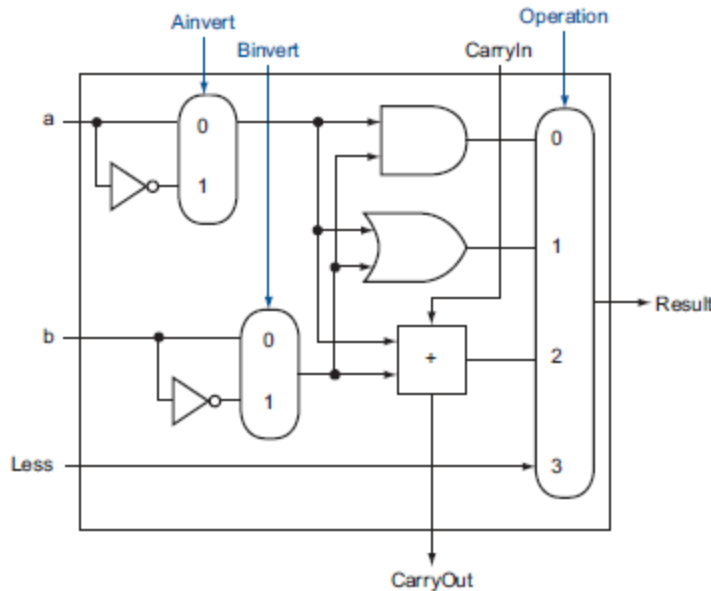 Operation
Ainvert
Binvert
CarryIn
a
0
0
1
1
b
0
Result
+
2
1
Less
3
CarryOut